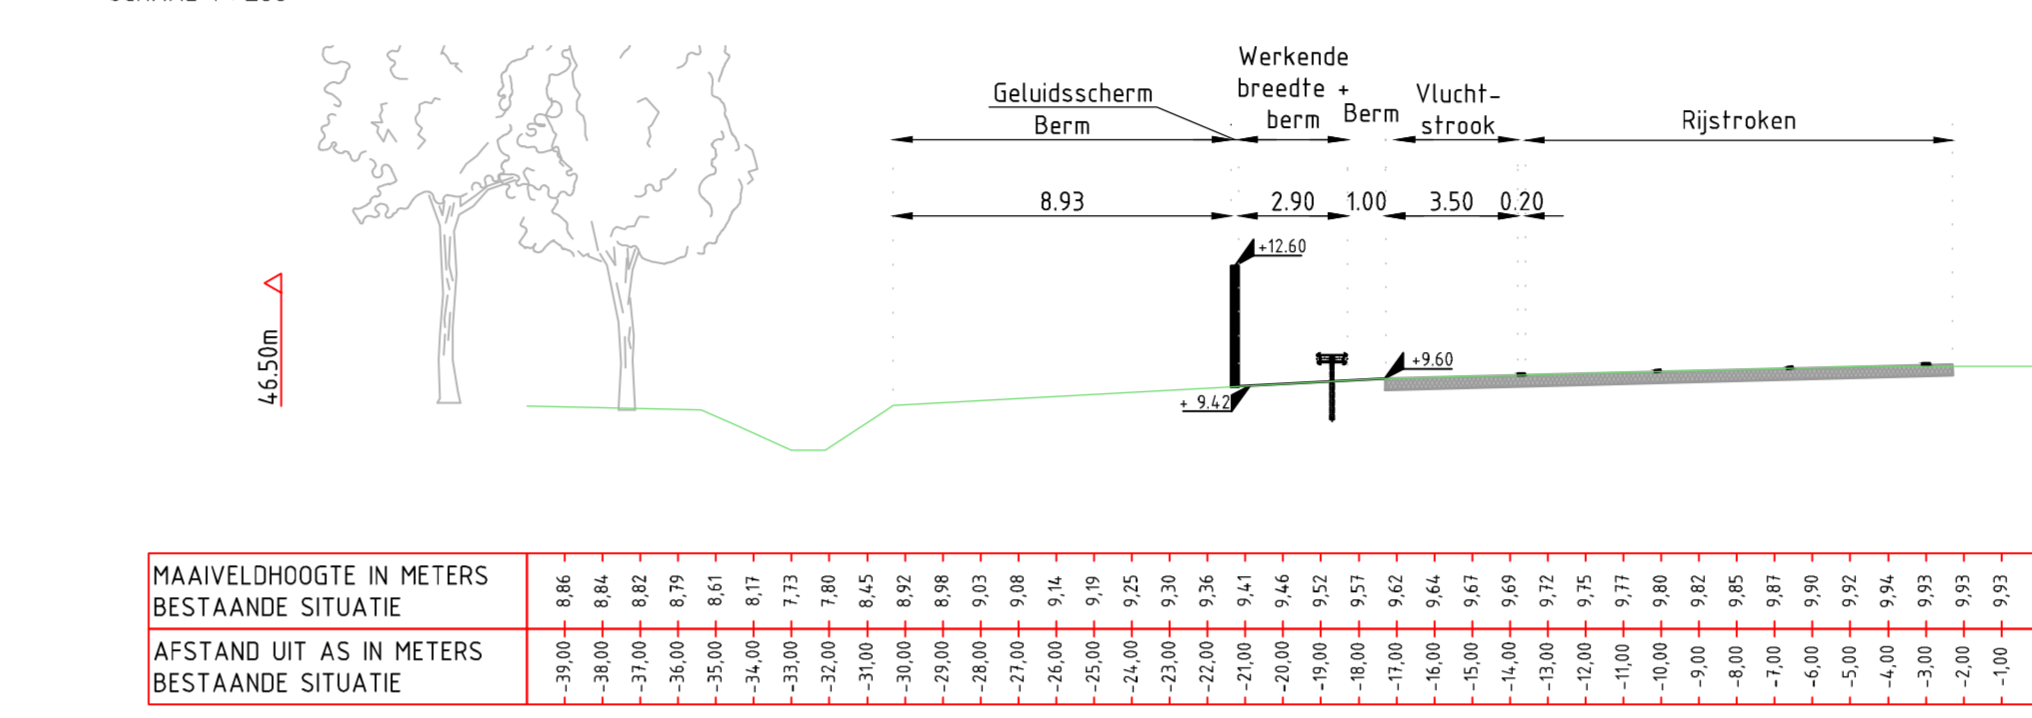 Werkende
breedte +
berm
Geluidsscherm
Berm
Berm
Vlucht-
strook
Rijstroken
8.93
2.90
1.00
3.50
0.20
+12.60
+9.60
+ 9.42
46.50m
MAAIVELDHOOGTE IN METERS
BESTAANDE SITUATIE
8,86 8,84 8,82 8,79 8,61 8,17 7,73 7,80 8,45 8,92 8,98 9,03 9,08 9,14 9,19 9,25 9,30 9,36 9,41 9,46 9,52 9,57 9,62 9,64 9,67 9,69 9,72 9,75 9,77 9,80 9,82 9,85 9,87 9,90 9,92 9,94 9,93 9,93 9,93
AFSTAND UIT AS IN METERS
BESTAANDE SITUATIE
-39,00 -38,00 -37,00 -36,00 -35,00 -34,00 -33,00 -32,00 -31,00 -30,00 -29,00 -28,00 -27,00 -26,00 -25,00 -24,00 -23,00 -22,00 -21,00 -20,00 -19,00 -18,00 -17,00 -16,00 -15,00 -14,00 -13,00 -12,00 -11,00 -10,00 -9,00 -8,00 -7,00 -6,00 -5,00 -4,00 -3,00 -2,00 -1,00